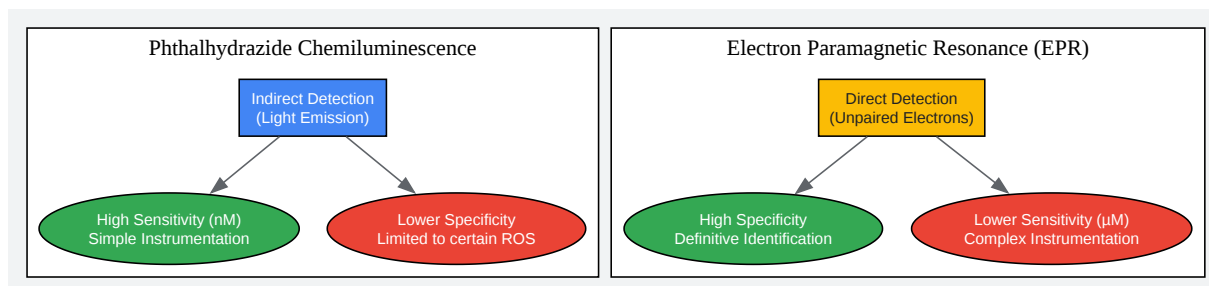 Phthalhydrazide Chemiluminescence
Indirect Detection
(Light Emission)
High Sensitivity (nM)
Simple Instrumentation
Lower Specificity
Limited to certain ROS
Electron Paramagnetic Resonance (EPR)
Direct Detection
(Unpaired Electrons)
High Specificity
Definitive Identification
Lower Sensitivity (µM)
Complex Instrumentation